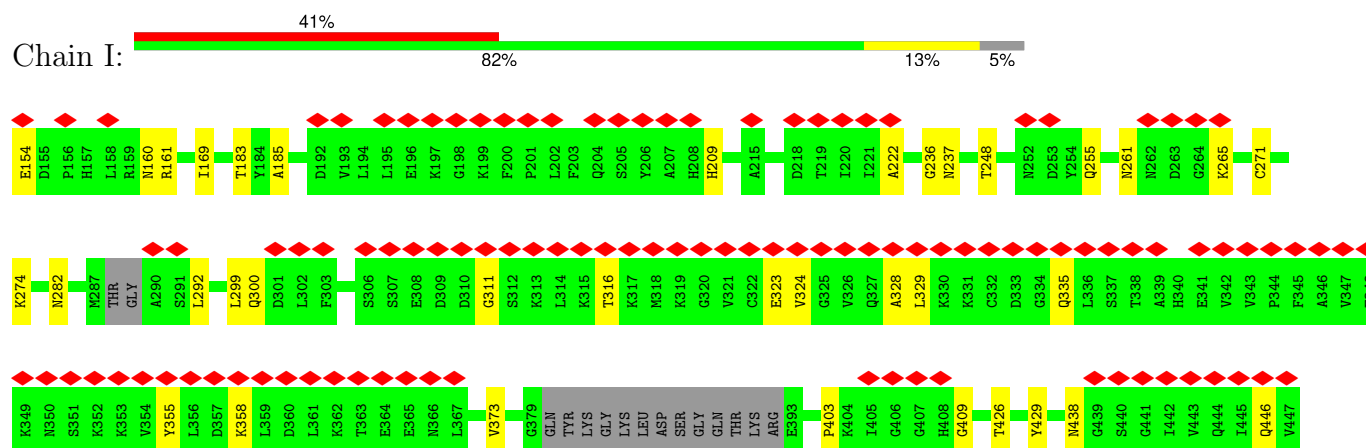 41%
Chain I:
82% 13% 5%
E154 D155 P156 H157 L158 R159 N160 R161 I169 T183 Y184 A185 D192 V193 L194 L195 E196 K197 G198 K199 F200 P201 L202 F203 Q204 S205 Y206 A207 H208 H209 A215 D218 T219 I220 I221 A222 G236 N237 T248 N252 D253 Y254 Q255 N261 N262 D263 G264 K265 C271
K274 N282 M287 THR GLY A290 S291 L292 L299 Q300 D301 L302 F303 S306 S307 E308 D309 D310 G311 S312 K313 L314 K315 T316 K317 M318 K319 G320 V321 C322 E323 V324 G325 V326 Q327 A328 L329 K330 K331 C332 D333 G334 Q335 L336 S337 T338 A339 H340 E341 V342 V343 P344 F345 A346 V347
K349 N350 S351 K352 K353 V354 Y355 L356 D357 K358 L359 D360 L361 K362 T363 E364 E365 N366 L367 V373 G379 GLN TYR LYS GLY LYS LEU ASP SER GLY GLN THR LYS ARG E393 P403 K404 I405 G406 G407 H408 G409 T426 Y429 N438 G439 S440 G441 I442 V443 Q444 I445 Q446 V447